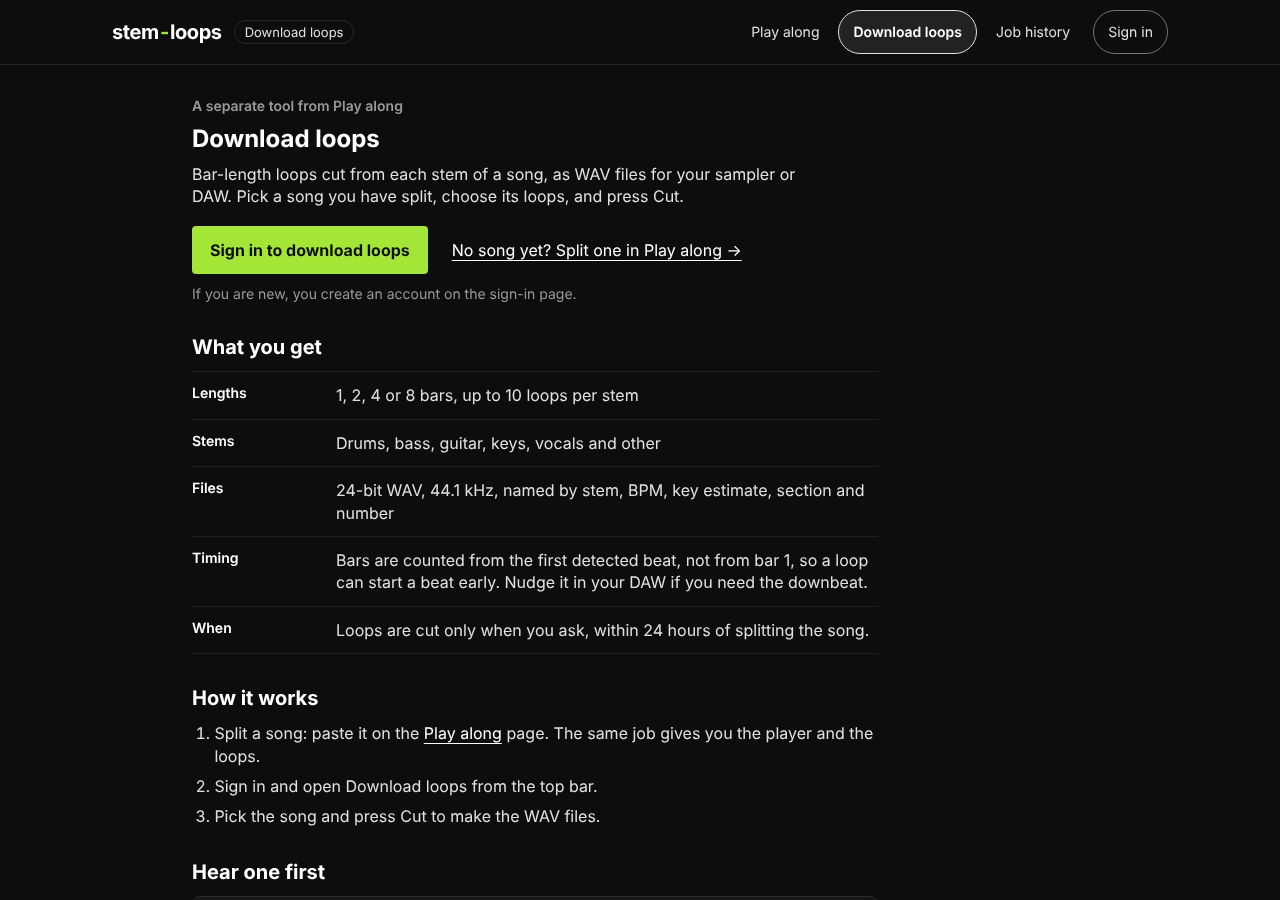 stem-loops
Download loops
Play along
Download loops
Job history
Sign in
A separate tool from Play along
Download loops
Bar-length loops cut from each stem of a song, as WAV files for your sampler or
DAW. Pick a song you have split, choose its loops, and press Cut.
Sign in to download loops
No song yet? Split one in Play along →
If you are new, you create an account on the sign-in page.
What you get
Lengths
1, 2, 4 or 8 bars, up to 10 loops per stem
Stems
Drums, bass, guitar, keys, vocals and other
Files
24-bit WAV, 44.1 kHz, named by stem, BPM, key estimate, section and
number
Timing
Bars are counted from the first detected beat, not from bar 1, so a loop
can start a beat early. Nudge it in your DAW if you need the downbeat.
When
Loops are cut only when you ask, within 24 hours of splitting the song.
How it works
1. Split a song: paste it on the Play along page. The same job gives you the player and the
loops.
2. Sign in and open Download loops from the top bar.
3. Pick the song and press Cut to make the WAV files.
Hear one first